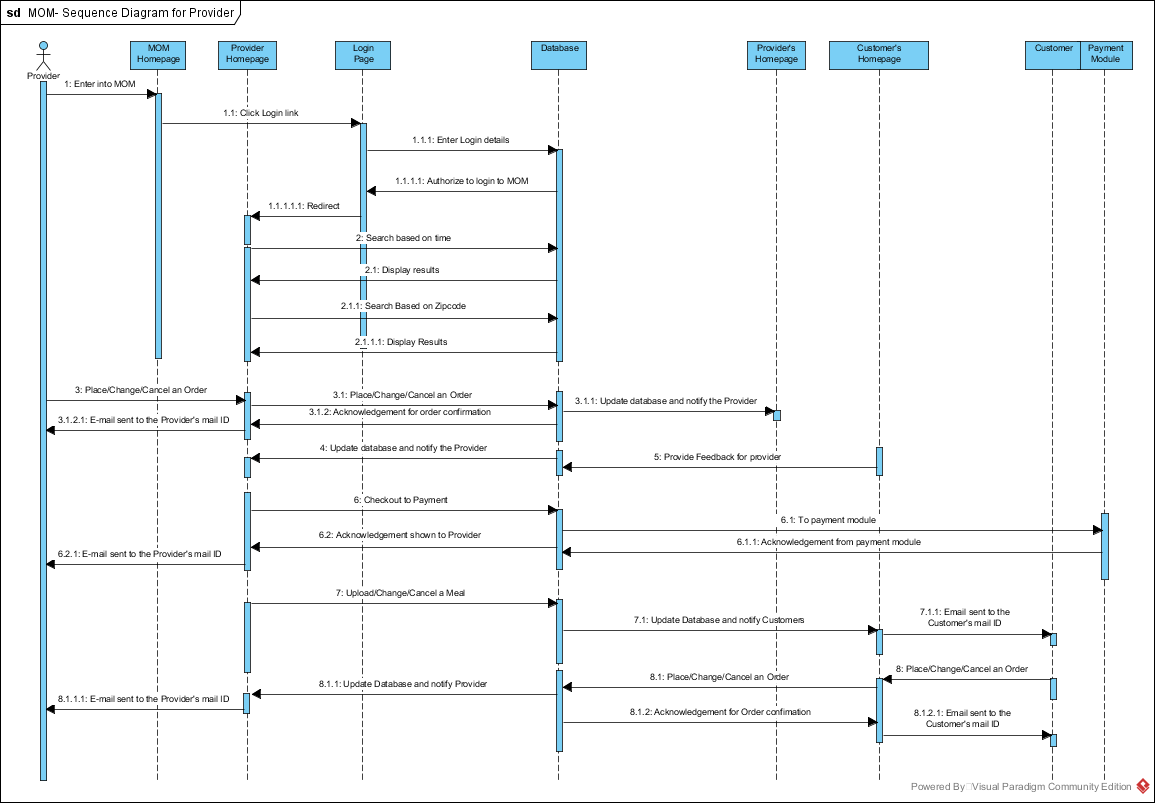 sd MOM- Sequence Diagram for Provider
Provider
MOM
Homepage
Provider
Homepage
Login
Page
Database
Provider's
Homepage
Customer's
Homepage
Customer
Payment
Module
1: Enter into MOM
1.1: Click Login link
1.1.1: Enter Login details
1.1.1.1: Authorize to login to MOM
1.1.1.1.1: Redirect
2: Search based on time
2.1: Display results
2.1.1: Search Based on Zipcode
2.1.1.1: Display Results
3: Place/Change/Cancel an Order
3.1: Place/Change/Cancel an Order
3.1.1: Update database and notify the Provider
3.1.2: Acknowledgement for order confirmation
3.1.2.1: E-mail sent to the Provider's mail ID
4: Update database and notify the Provider
5: Provide Feedback for provider
6: Checkout to Payment
6.1: To payment module
6.2: Acknowledgement shown to Provider
6.1.1: Acknowledgement from payment module
6.2.1: E-mail sent to the Provider's mail ID
7: Upload/Change/Cancel a Meal
7.1: Update Database and notify Customers
7.1.1: Email sent to the
Customer's mail ID
8: Place/Change/Cancel an Order
8.1: Place/Change/Cancel an Order
8.1.1: Update Database and notify Provider
8.1.1.1: E-mail sent to the Provider's mail ID
8.1.2: Acknowledgement for Order confimation
8.1.2.1: Email sent to the
Customer's mail ID
Powered By Visual Paradigm Community Edition